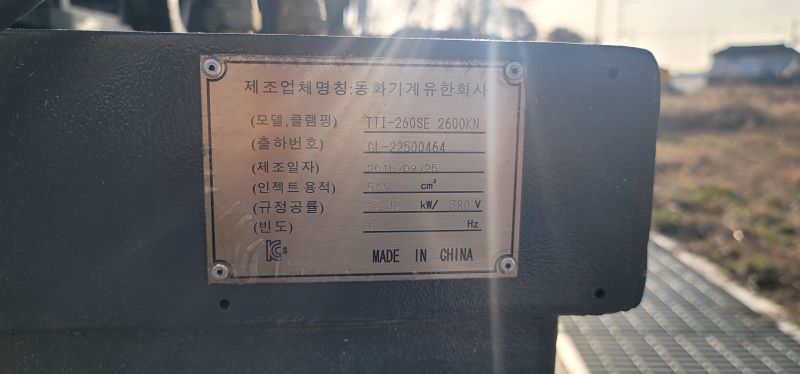 제조업체명칭:동화기계유한회사
(모델,클램핑) TTI-260SE 2600KN
(출하번호) GL-22500464
(제조일자) 2015/09/25
(인젝트용적) 543 cm³
(규정공률) kW/ 380 V
(빈도) Hz
KCs MADE IN CHINA